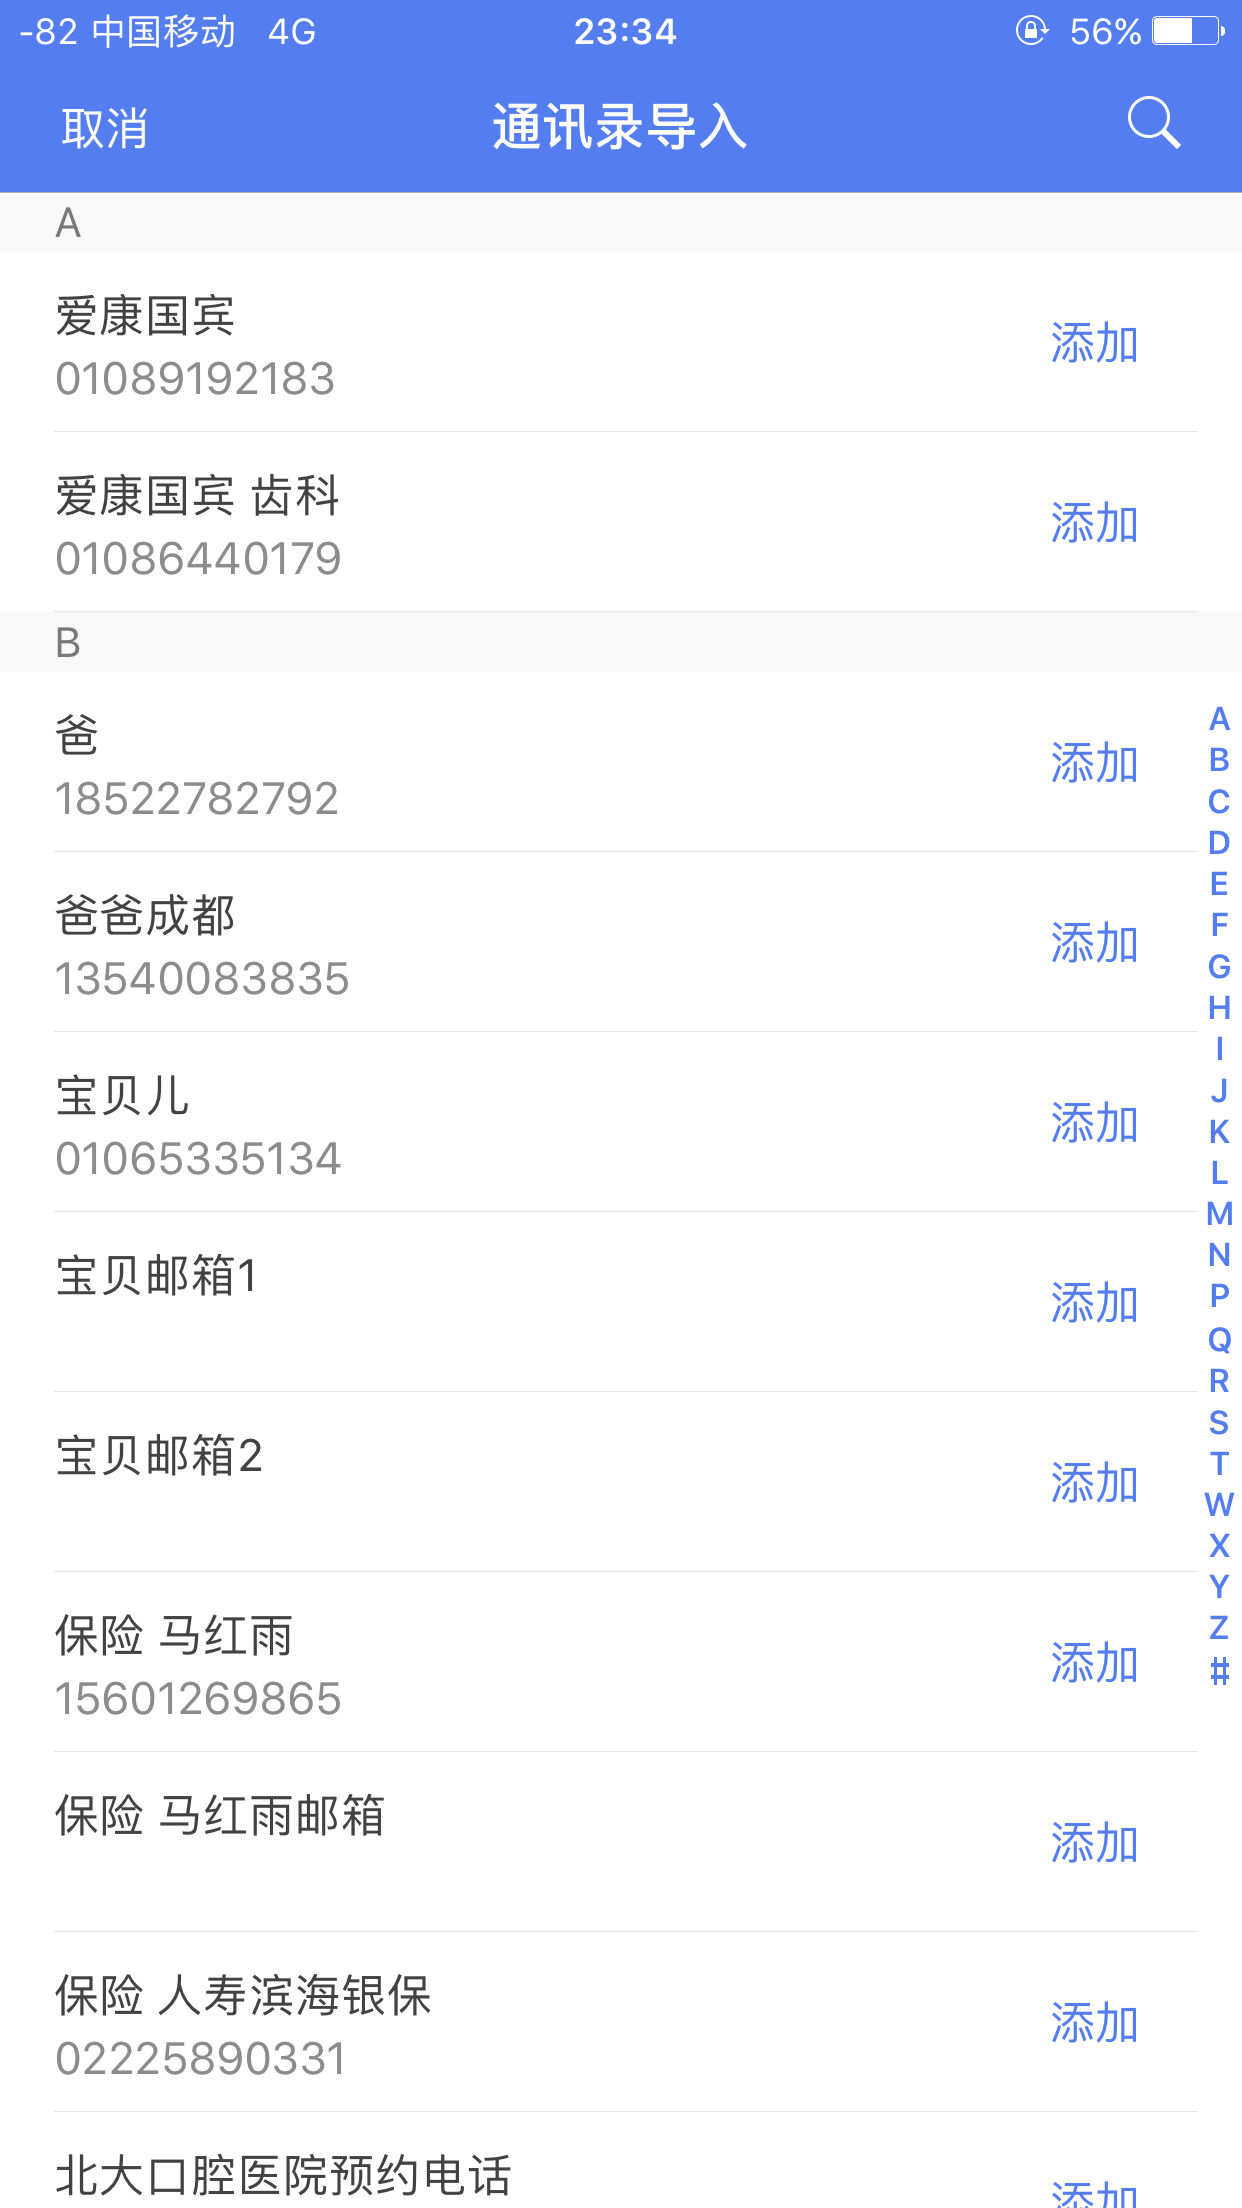 -82 中国移动 4G 23:34 56%
取消 通讯录导入
A
爱康国宾
01089192183
添加
爱康国宾 齿科
01086440179
添加
B
爸
18522782792
添加
爸爸成都
13540083835
添加
宝贝儿
01065335134
添加
宝贝邮箱1
添加
宝贝邮箱2
添加
保险 马红雨
15601269865
添加
保险 马红雨邮箱
添加
保险 人寿滨海银保
02225890331
添加
北大口腔医院预约电话
添加
A
B
C
D
E
F
G
H
I
J
K
L
M
N
P
Q
R
S
T
W
X
Y
Z
#